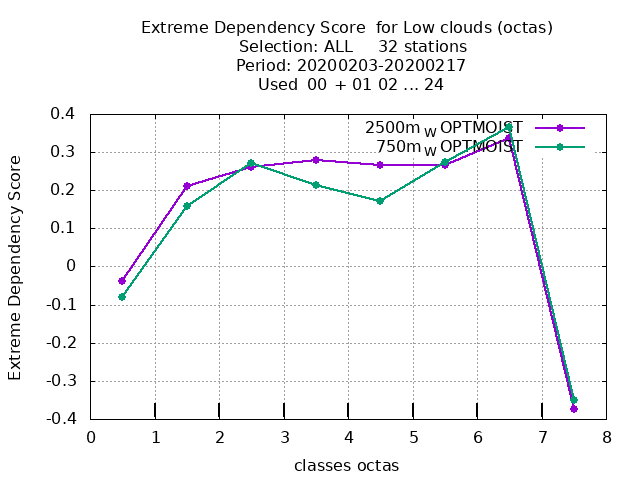 Extreme Dependency Score  for Low clouds (octas)
Selection: ALL     32 stations
Period: 20200203-20200217
Used  00  + 01 02 ... 24
Extreme Dependency Score
0.4
0.3
0.2
0.1
0
-0.1
-0.2
-0.3
-0.4
2500m W OPTMOIST
750m W OPTMOIST
0 1 2 3 4 5 6 7 8
classes octas